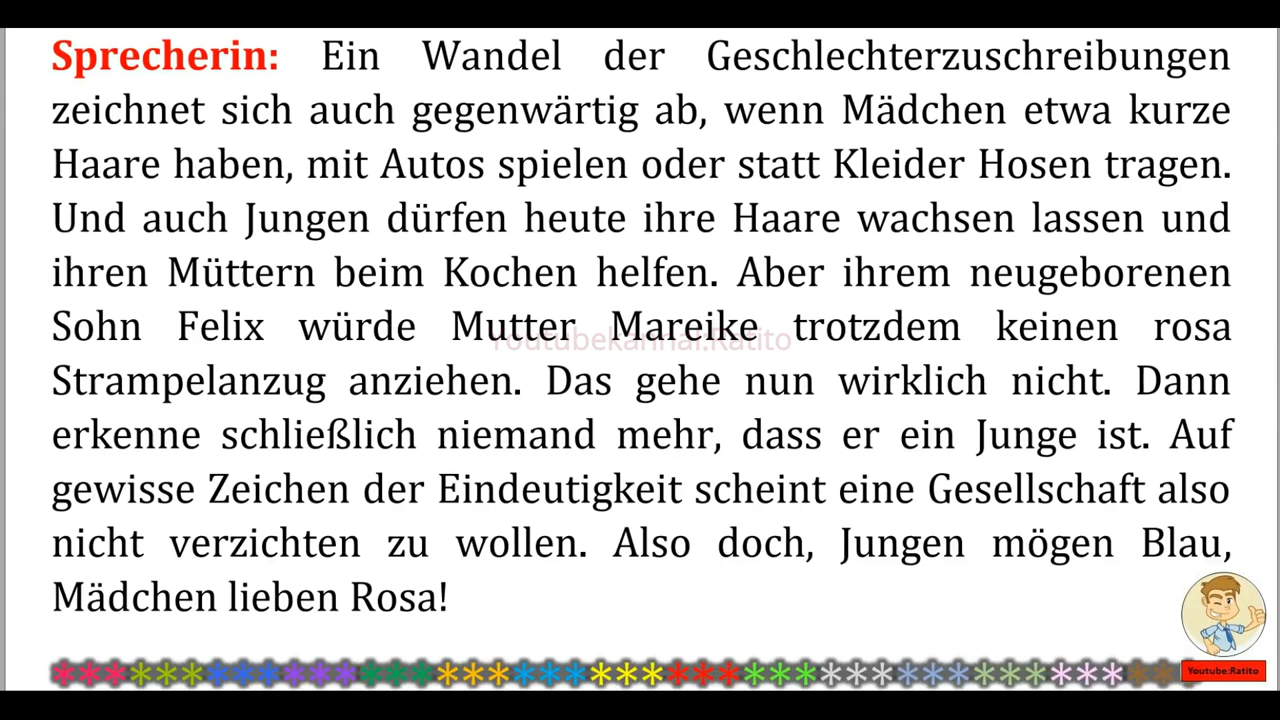 Sprecherin: Ein Wandel der Geschlechterzuschreibungen
zeichnet sich auch gegenwärtig ab, wenn Mädchen etwa kurze
Haare haben, mit Autos spielen oder statt Kleider Hosen tragen.
Und auch Jungen dürfen heute ihre Haare wachsen lassen und
ihren Müttern beim Kochen helfen. Aber ihrem neugeborenen
Sohn Felix würde Mutter Mareike trotzdem keinen rosa
Youtubekannal:Ratito
Strampelanzug anziehen. Das gehe nun wirklich nicht. Dann
erkenne schließlich niemand mehr, dass er ein Junge ist. Auf
gewisse Zeichen der Eindeutigkeit scheint eine Gesellschaft also
nicht verzichten zu wollen. Also doch, Jungen mögen Blau,
Mädchen lieben Rosa!
Youtube:Ratito